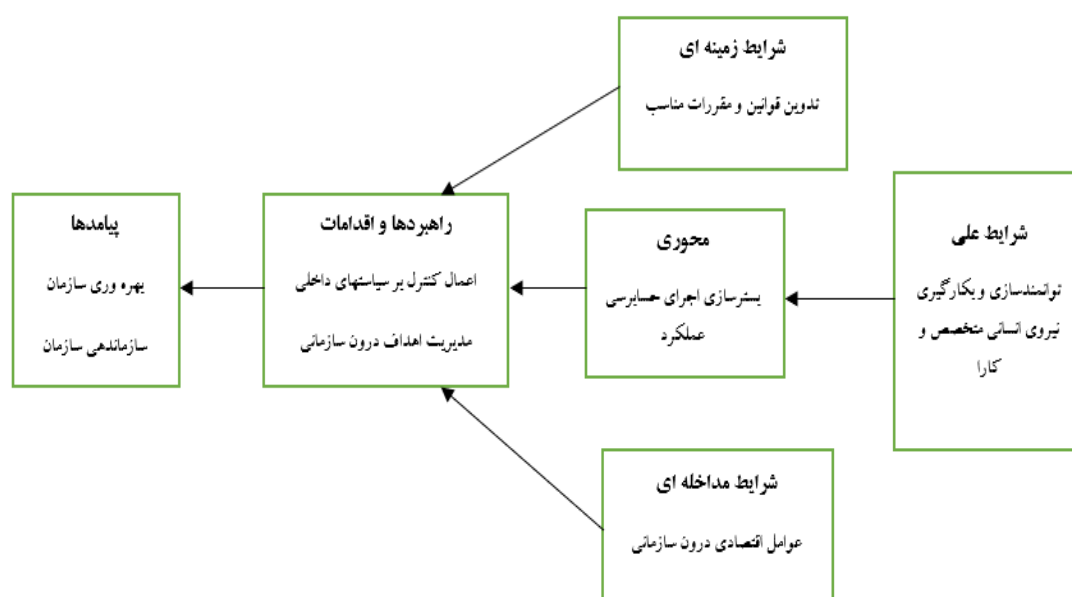 شرایط زمینه ای
تدوین قوانین و مقررات مناسب
شرایط علی
توانمندسازی و بکارگیری
نیروی انسانی متخصص و
کارا
محوری
بسترسازی اجرای حسابرسی
عملکرد
راهبردها و اقدامات
اعمال کنترل بر سیاستهای داخلی
مدیریت اهداف درون سازمانی
پیامدها
بهره وری سازمان
سازماندهی سازمان
شرایط مداخله ای
عوامل اقتصادی درون سازمانی